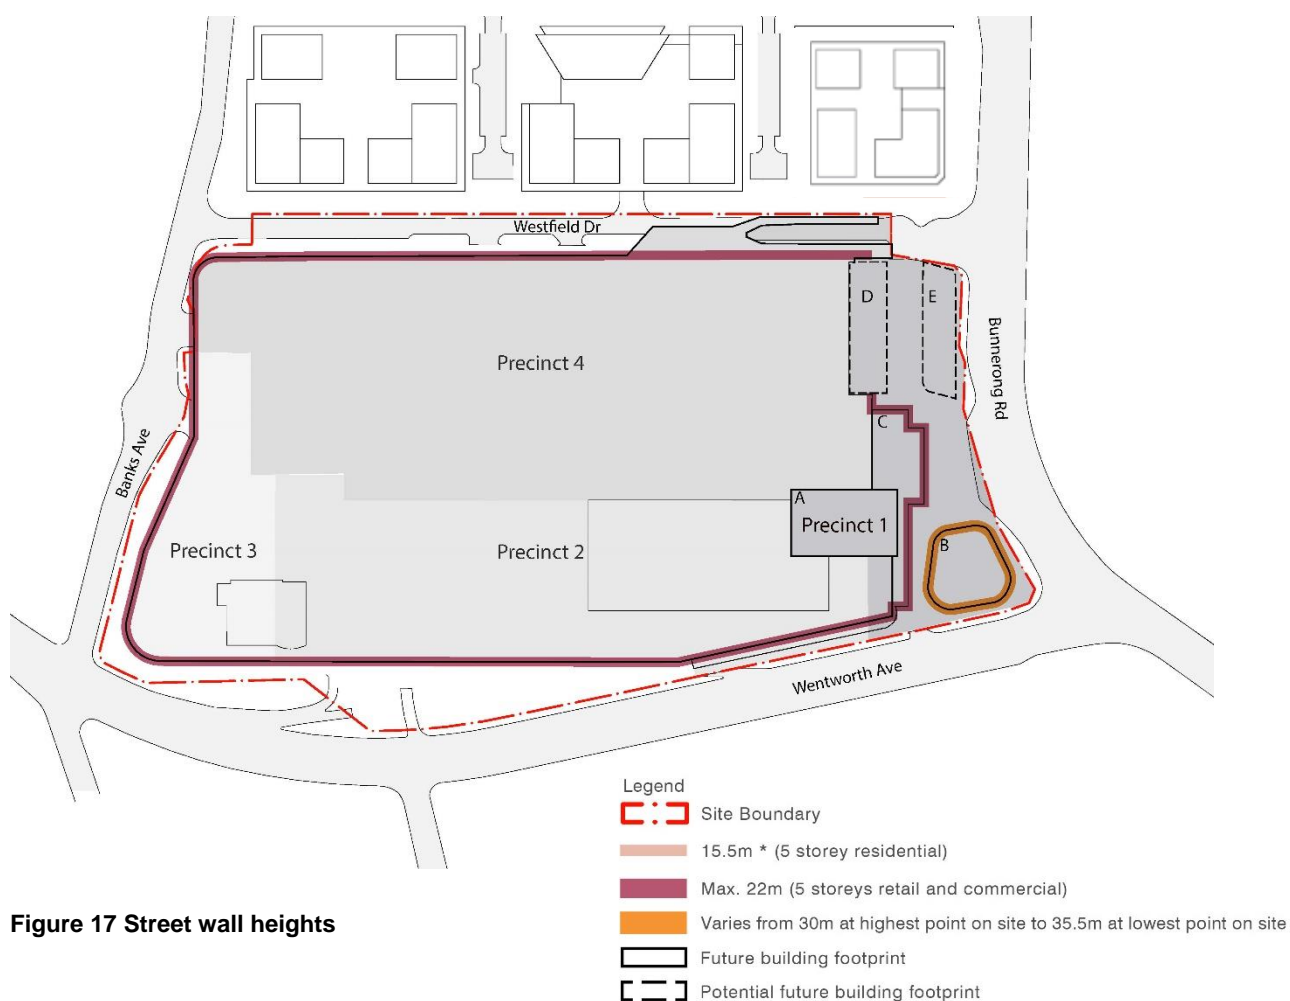 Westfield Dr
D
E
Bunnerong Rd
Precinct 4
C
Banks Ave
A
Precinct 1
Precinct 3
Precinct 2
B
Wentworth Ave
Legend
Site Boundary
15.5m * (5 storey residential)
Max. 22m (5 storeys retail and commercial)
Varies from 30m at highest point on site to 35.5m at lowest point on site
Future building footprint
Potential future building footprint
Figure 17 Street wall heights